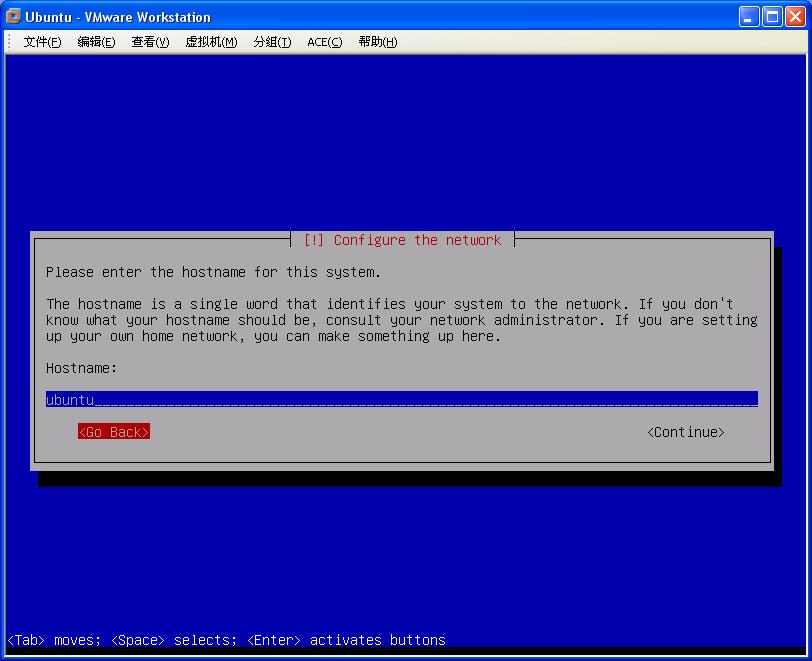 Ubuntu - VMware Workstation
文件(F) 编辑(E) 查看(V) 虚拟机(M) 分组(T) ACE(C) 帮助(H)
[!] Configure the network
Please enter the hostname for this system.
The hostname is a single word that identifies your system to the network. If you don't
know what your hostname should be, consult your network administrator. If you are setting
up your own home network, you can make something up here.
Hostname:
ubuntu
<Go Back> <Continue>
<Tab> moves; <Space> selects; <Enter> activates buttons